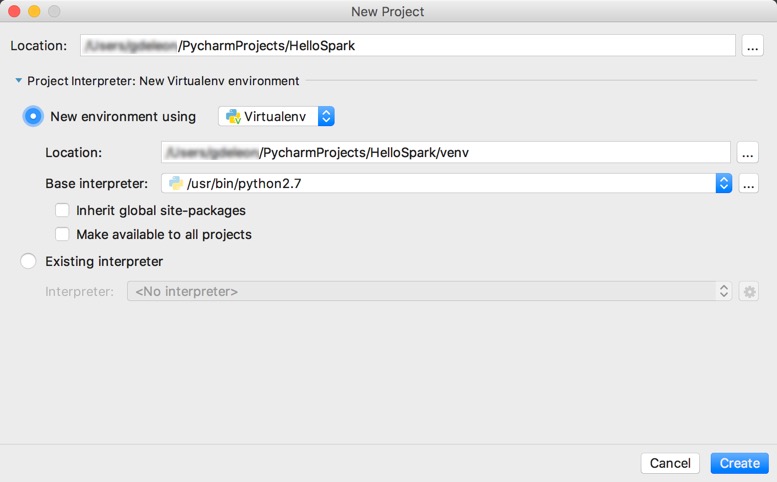 New Project
Location: /PycharmProjects/HelloSpark ...
Project Interpreter: New Virtualenv environment
New environment using Virtualenv
Location: /PycharmProjects/HelloSpark/venv ...
Base interpreter: /usr/bin/python2.7 ...
Inherit global site-packages
Make available to all projects
Existing interpreter
Interpreter: <No interpreter>
Cancel Create